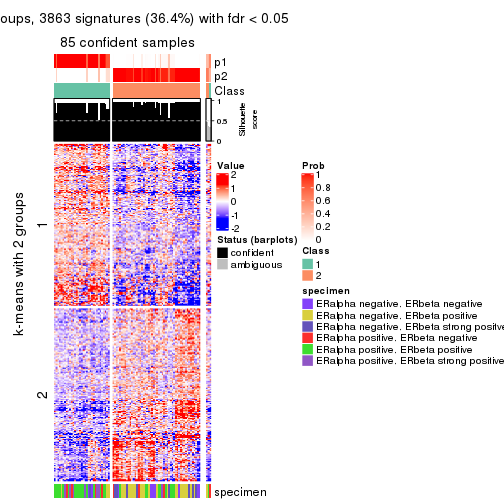 oups, 3863 signatures (36.4%) with fdr < 0.05
85 confident samples
p1
p2
Class
1
0.5
0
Silhouette
score
k-means with 2 groups
1
2
Value
2
1
0
-1
-2
Status (barplots)
confident
ambiguous
Prob
1
0.8
0.6
0.4
0.2
0
Class
1
2
specimen
ERalpha negative. ERbeta negative
ERalpha negative. ERbeta positive
ERalpha negative. ERbeta strong positive
ERalpha positive. ERbeta negative
ERalpha positive. ERbeta positive
ERalpha positive. ERbeta strong positive
specimen